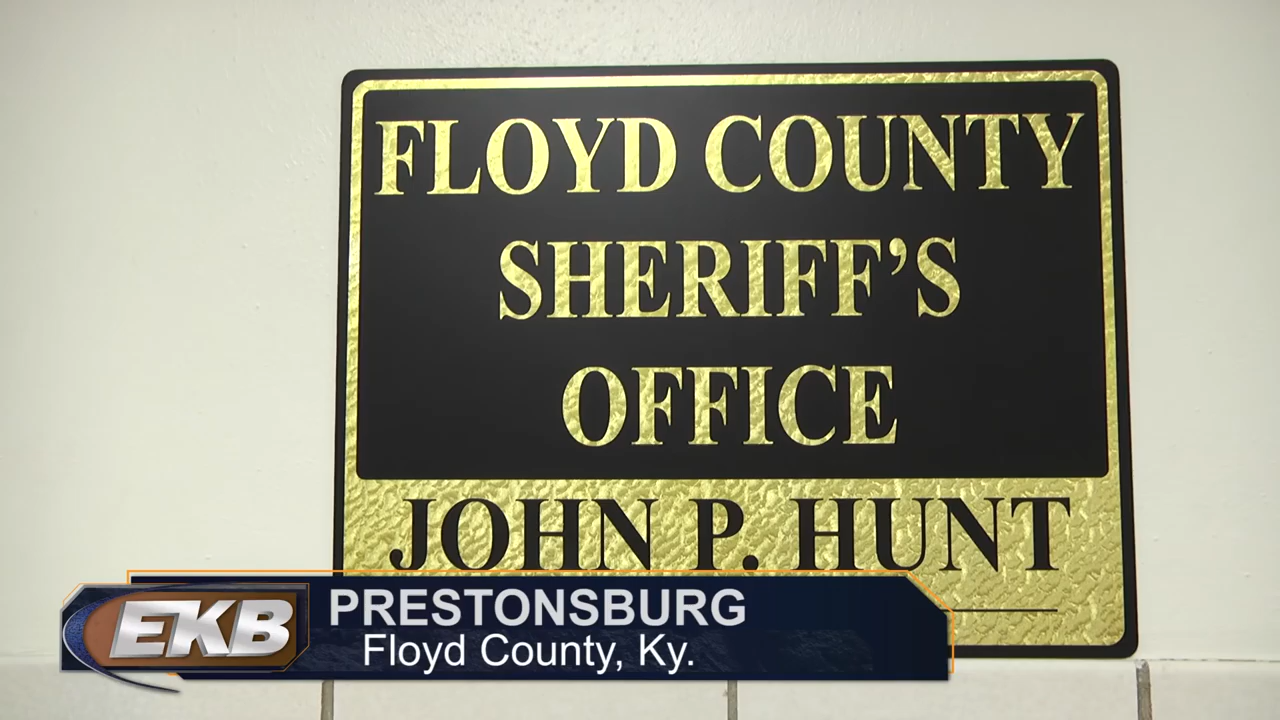 FLOYD COUNTY
SHERIFF'S
OFFICE
JOHN P. HUNT
EKB
PRESTONSBURG
Floyd County, Ky.